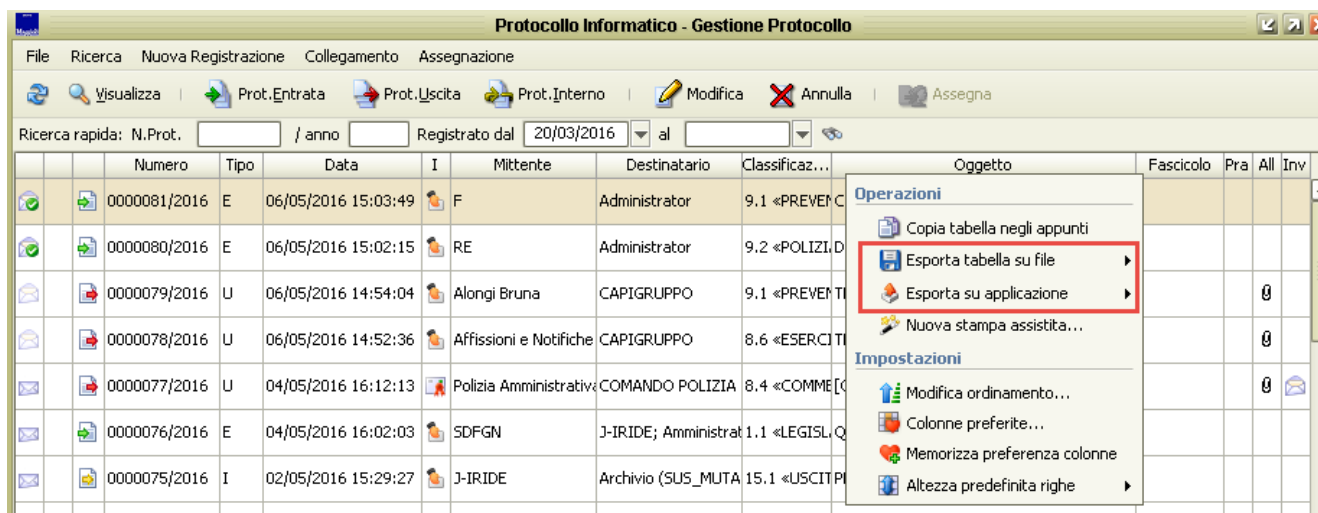 Maggioli Protocollo Informatico - Gestione Protocollo
File Ricerca Nuova Registrazione Collegamento Assegnazione
Visualizza Prot.Entrata Prot.Uscita Prot.Interno Modifica Annulla Assegna
Ricerca rapida: N.Prot. / anno Registrato dal 20/03/2016 al
Numero Tipo Data I Mittente Destinatario Classificaz... Oggetto Fascicolo Pra All Inv
0000081/2016 E 06/05/2016 15:03:49 F Administrator 9.1 «PREVEN C
0000080/2016 E 06/05/2016 15:02:15 RE Administrator 9.2 «POLIZI. D
0000079/2016 U 06/05/2016 14:54:04 Alongi Bruna CAPIGRUPPO 9.1 «PREVEN
0000078/2016 U 06/05/2016 14:52:36 Affissioni e Notifiche CAPIGRUPPO 8.6 «ESERCI
0000077/2016 U 04/05/2016 16:12:13 Polizia Amministrativa COMANDO POLIZIA 8.4 «COMME [
0000076/2016 E 04/05/2016 16:02:03 SDFGN J-IRIDE; Amministrat 1.1 «LEGISL. Q
0000075/2016 I 02/05/2016 15:29:27 J-IRIDE Archivio (SUS_MUTA 15.1 «USCIT
Operazioni
Copia tabella negli appunti
Esporta tabella su file
Esporta su applicazione
Nuova stampa assistita...
Impostazioni
Modifica ordinamento...
Colonne preferite...
Memorizza preferenza colonne
Altezza predefinita righe